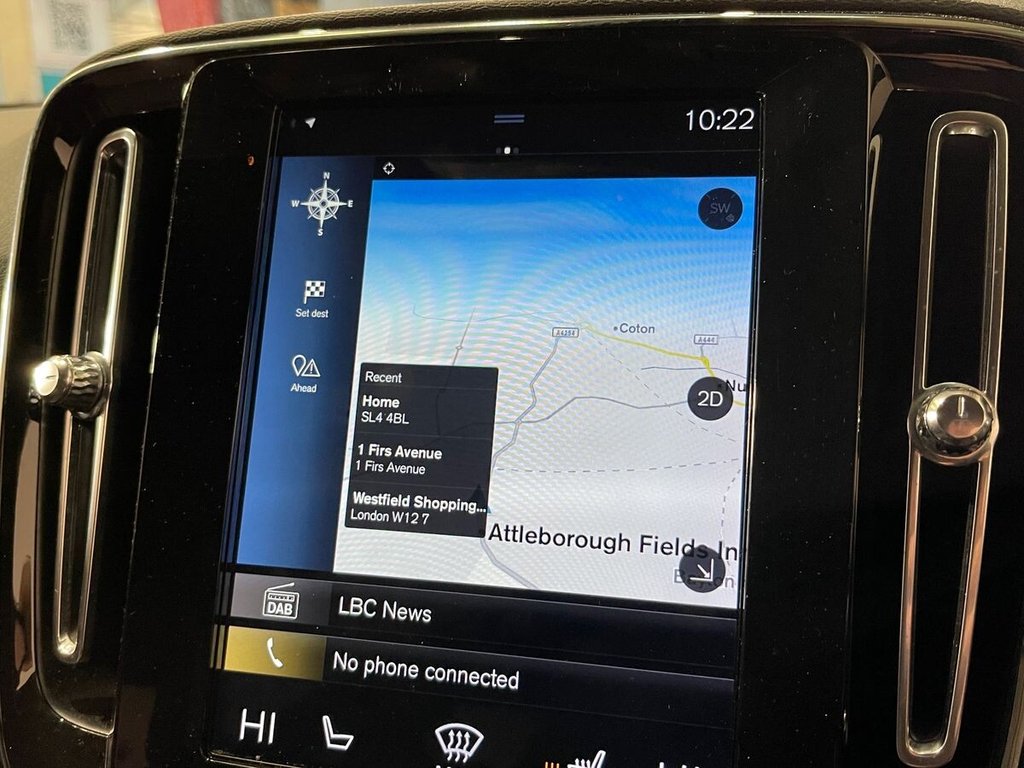 10:22
N
W E
S
SW
Set dest
Ahead
A4254
Coton
A444
Nu
2D
Recent
Home
SL4 4BL
1 Firs Avenue
1 Firs Avenue
Westfield Shopping...
London W12 7
Attleborough Fields In
DAB
LBC News
No phone connected
HI